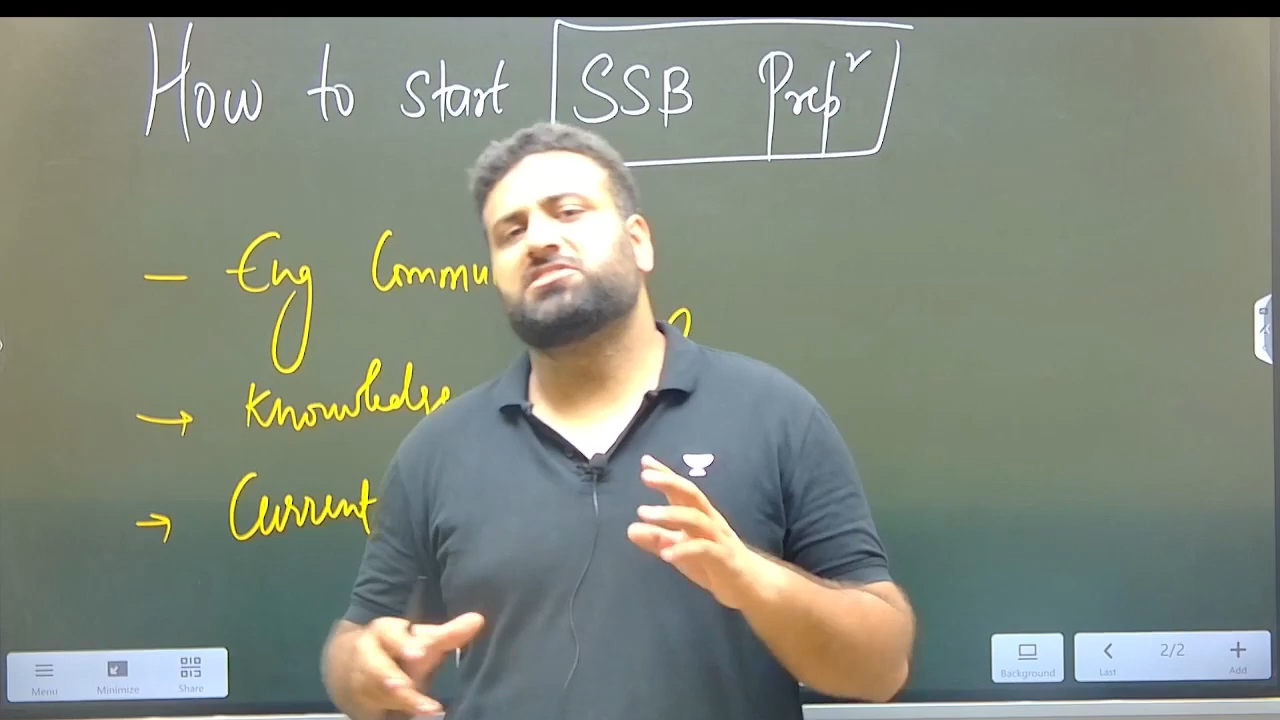 How to start SSB Prepʳ
- Eng Commu
→ Knowledge
→ Current
Menu Minimize Share Background Last 2/2 Add